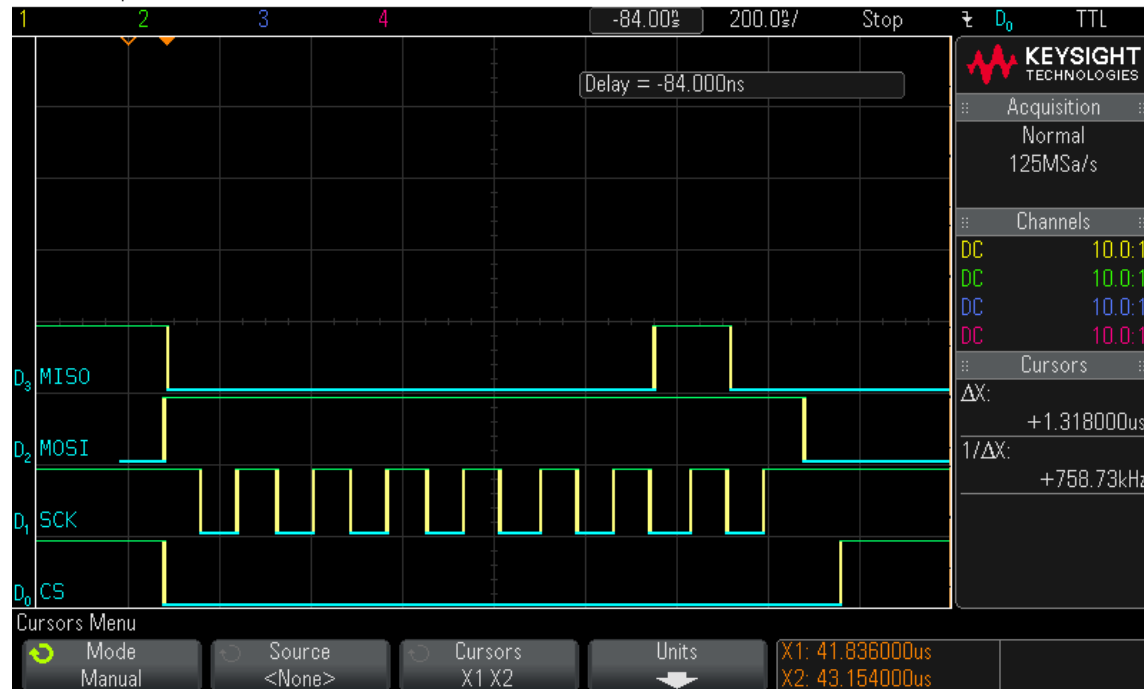 1 2 3 4 -84.00ns 200.0ns/ Stop D0 TTL
KEYSIGHT
TECHNOLOGIES
Delay = -84.000ns
Acquisition
Normal
125MSa/s
Channels
DC 10.0:1
DC 10.0:1
DC 10.0:1
DC 10.0:1
Cursors
ΔX:
+1.318000us
1/ΔX:
+758.73kHz
D3 MISO
D2 MOSI
D1 SCK
D0 CS
Cursors Menu
Mode
Manual
Source
<None>
Cursors
X1 X2
Units
X1: 41.836000us
X2: 43.154000us